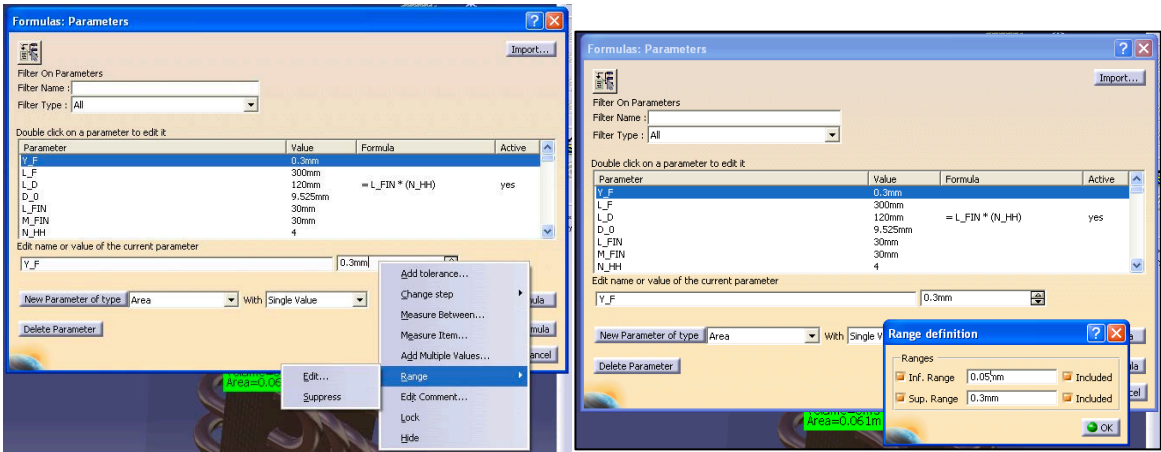 Formulas: Parameters
Import...
Filter On Parameters
Filter Name :
Filter Type : All
Double click on a parameter to edit it
Parameter Value Formula Active
Y_F 0.3mm
L_F 300mm
L_D 120mm = L_FIN * (N_HH) yes
D_0 9.525mm
L_FIN 30mm
M_FIN 30mm
N_HH 4
Edit name or value of the current parameter
Y_F 0.3mm
New Parameter of type Area With Single Value
Delete Parameter
Add tolerance...
Change step
Measure Between...
Measure Item...
Add Multiple Values...
Range
Edit Comment...
Lock
Hide
Edit...
Suppress
Area=0.06
Formulas: Parameters
Import...
Filter On Parameters
Filter Name :
Filter Type : All
Double click on a parameter to edit it
Parameter Value Formula Active
Y_F 0.3mm
L_F 300mm
L_D 120mm = L_FIN * (N_HH) yes
D_0 9.525mm
L_FIN 30mm
M_FIN 30mm
N_HH 4
Edit name or value of the current parameter
Y_F 0.3mm
New Parameter of type Area With Single V
Delete Parameter
Range definition
Ranges
Inf. Range 0.05mm Included
Sup. Range 0.3mm Included
OK
Area=0.061m